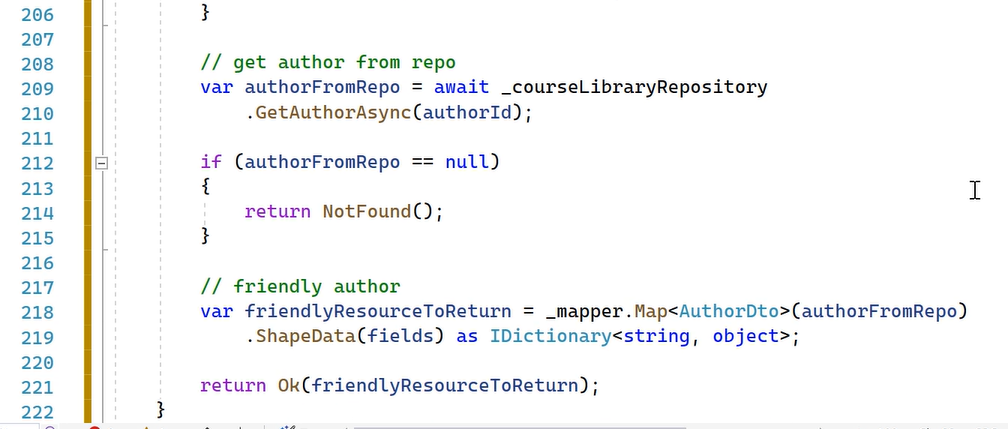 206 }
207
208 // get author from repo
209 var authorFromRepo = await _courseLibraryRepository
210 .GetAuthorAsync(authorId);
211
212 if (authorFromRepo == null)
213 {
214 return NotFound();
215 }
216
217 // friendly author
218 var friendlyResourceToReturn = _mapper.Map<AuthorDto>(authorFromRepo)
219 .ShapeData(fields) as IDictionary<string, object>;
220
221 return Ok(friendlyResourceToReturn);
222 }